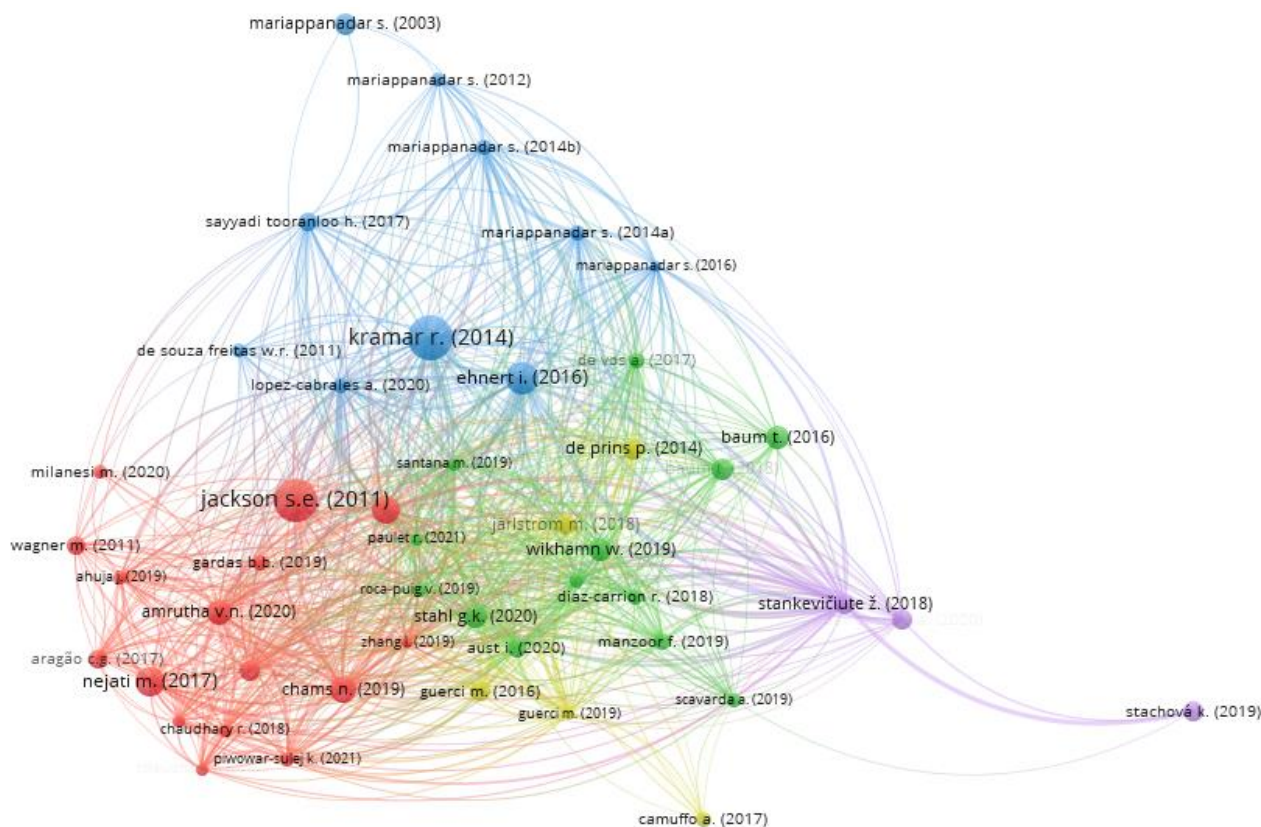 mariappanadar s. (2003)
mariappanadar s. (2012)
mariappanadar s. (2014b)
sayyadi tooranloo h. (2017)
mariappanadar s. (2014a)
mariappanadar s. (2016)
kramar r. (2014)
de souza freitas w.r. (2011)
de vos a. (2017)
lopez-cabrales a. (2020)
ehnert i. (2016)
baum t. (2016)
de prins p. (2014)
santana m. (2019)
milanesi m. (2020)
jackson s.e. (2011)
jarlstrom m. (2018)
wagner m. (2011)
paulet r. (2021)
wikhamn w. (2019)
gardas b.b. (2019)
ahuja j. (2019)
roca-puig v. (2019)
diaz-carrion r. (2018)
stankevičiute ž. (2018)
amrutha v.n. (2020)
stahl g.k. (2020)
zhang l. (2019)
aust i. (2020)
manzoor f. (2019)
aragão c.g. (2017)
nejati m. (2017)
chams n. (2019)
guerci m. (2016)
scavarda a. (2019)
guerci m. (2019)
stachová k. (2019)
chaudhary r. (2018)
piwowar-sulej k. (2021)
camuffo a. (2017)